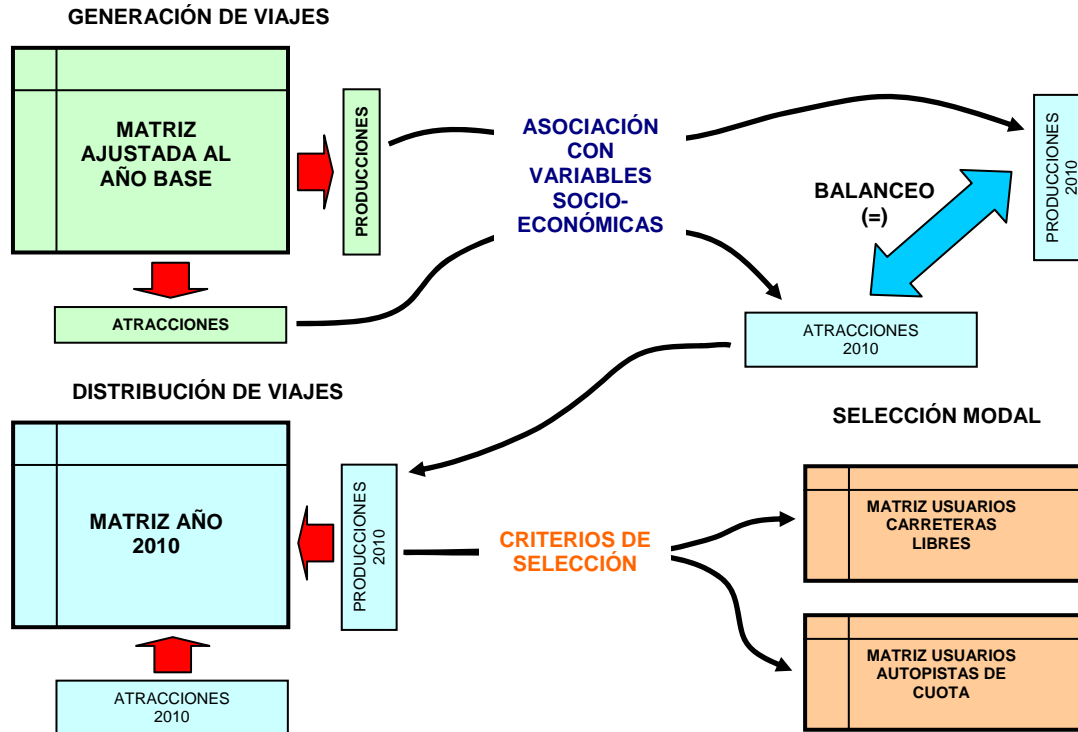 GENERACIÓN DE VIAJES
MATRIZ
AJUSTADA AL
AÑO BASE
PRODUCCIONES
ATRACCIONES
ASOCIACIÓN
CON
VARIABLES
SOCIO-
ECONÓMICAS
BALANCEO
(=)
PRODUCCIONES
2010
ATRACCIONES
2010
DISTRIBUCIÓN DE VIAJES
MATRIZ AÑO
2010
PRODUCCIONES
2010
ATRACCIONES
2010
CRITERIOS DE
SELECCIÓN
SELECCIÓN MODAL
MATRIZ USUARIOS
CARRETERAS
LIBRES
MATRIZ USUARIOS
AUTOPISTAS DE
CUOTA